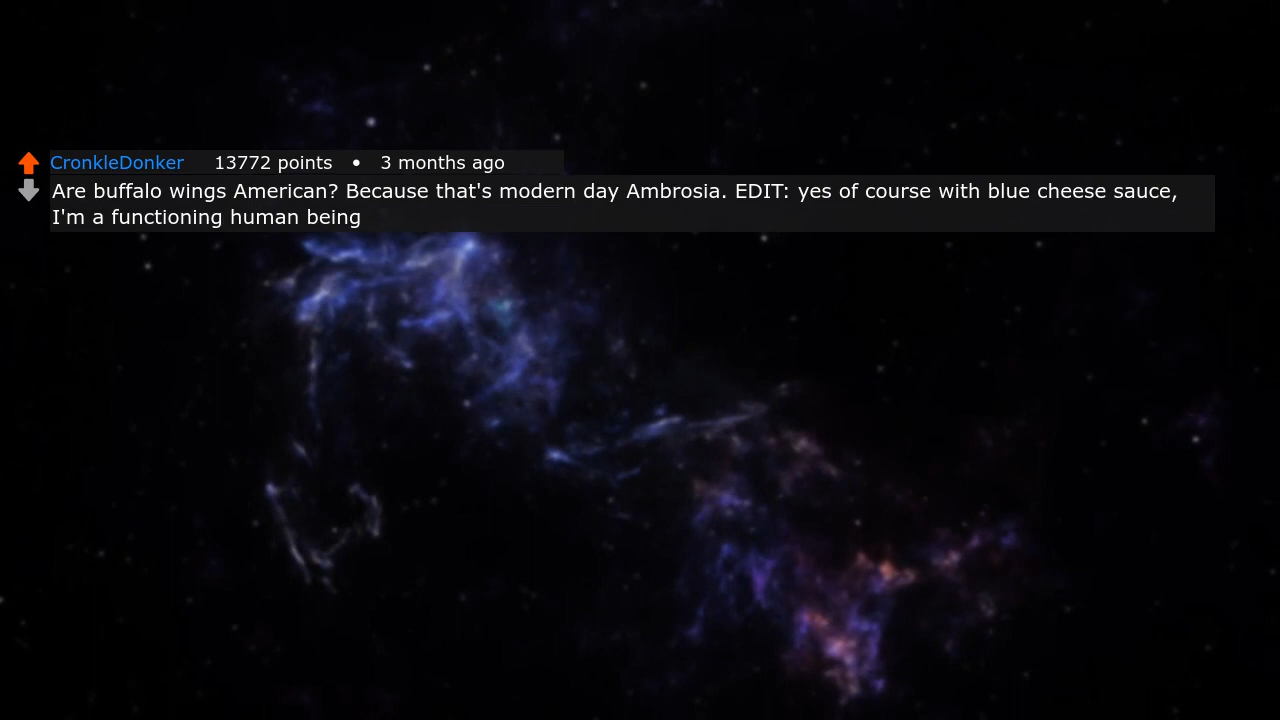 CronkleDonker 13772 points • 3 months ago
Are buffalo wings American? Because that's modern day Ambrosia. EDIT: yes of course with blue cheese sauce,
I'm a functioning human being